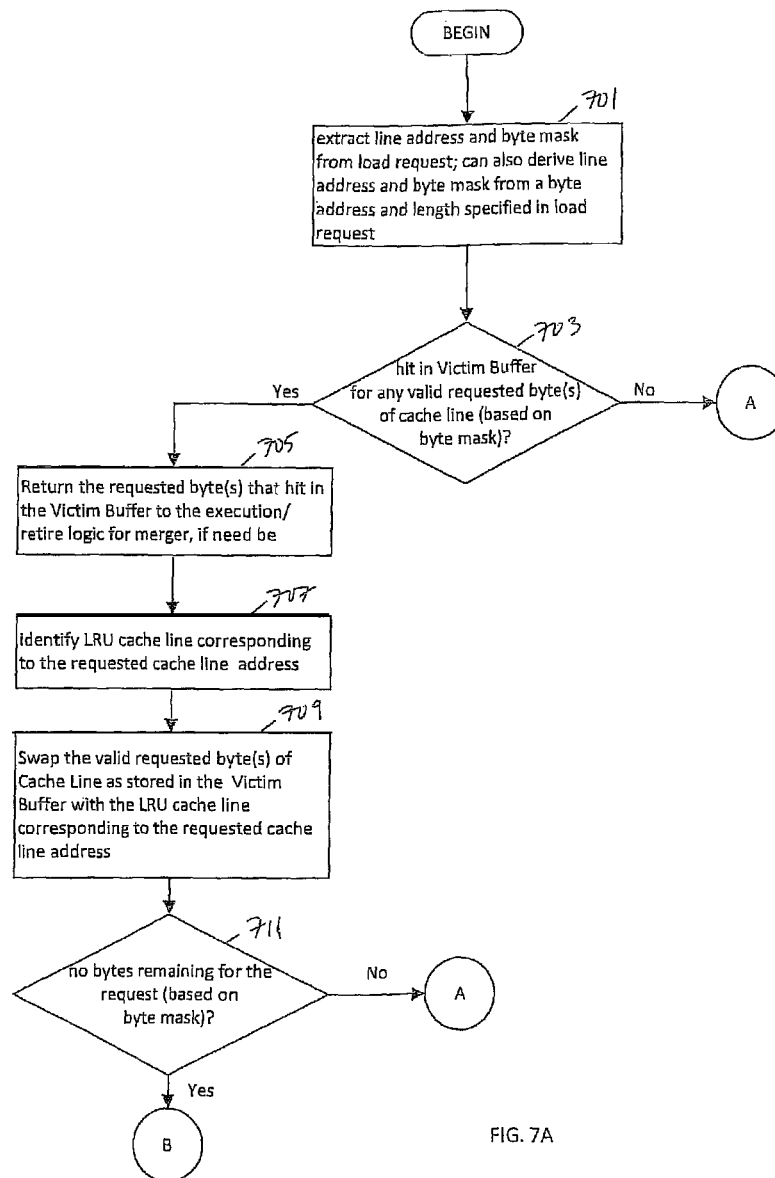 BEGIN
701
extract line address and byte mask
from load request; can also derive line
address and byte mask from a byte
address and length specified in load
request
703
hit in Victim Buffer
for any valid requested byte(s)
of cache line (based on
byte mask)?
Yes
No
A
705
Return the requested byte(s) that hit in
the Victim Buffer to the execution/
retire logic for merger, if need be
707
identify LRU cache line corresponding
to the requested cache line address
709
Swap the valid requested byte(s) of
Cache Line as stored in the Victim
Buffer with the LRU cache line
corresponding to the requested cache
line address
711
no bytes remaining for the
request (based on
byte mask)?
No
A
Yes
B
FIG. 7A